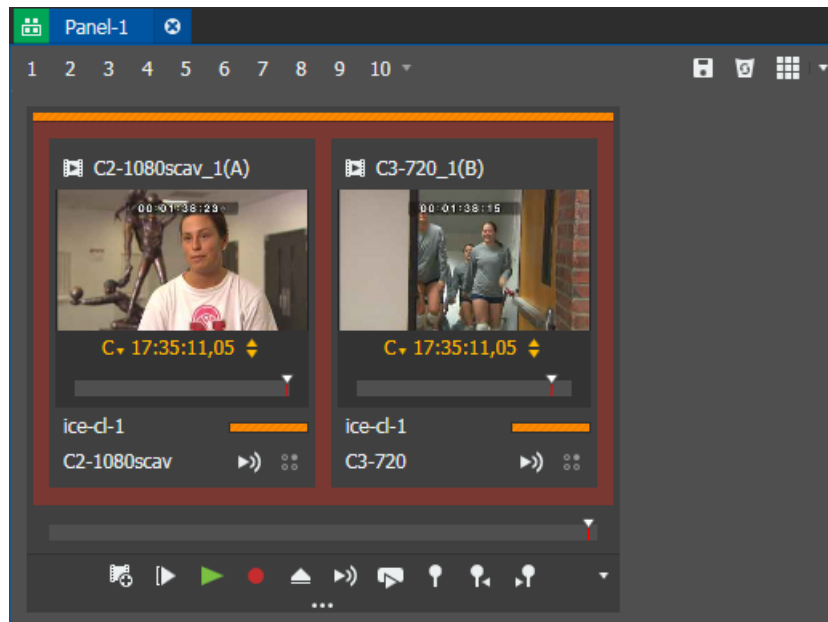 Panel-1
1 2 3 4 5 6 7 8 9 10
C2-1080scav_1(A)
00:01:38:23
C 17:35:11,05
ice-cl-1
C2-1080scav
C3-720_1(B)
00:01:38:15
C 17:35:11,05
ice-cl-1
C3-720